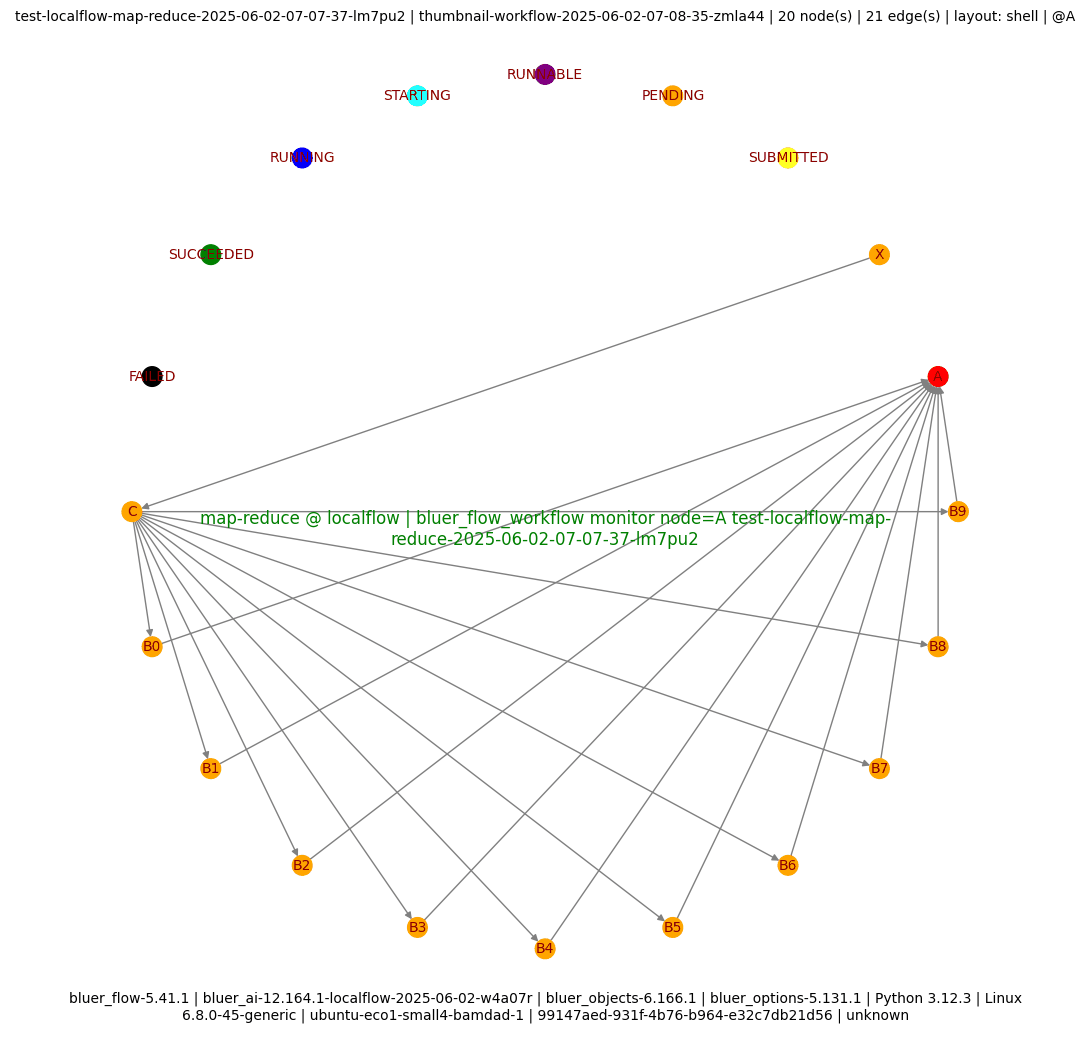 test-localflow-map-reduce-2025-06-02-07-07-37-lm7pu2 | thumbnail-workflow-2025-06-02-07-08-35-zmla44 | 20 node(s) | 21 edge(s) | layout: shell | @A
RUNNABLE
STARTING
PENDING
RUNNING
SUBMITTED
SUCCEEDED
X
FAILED
A
C
B9
map-reduce @ localflow | bluer_flow_workflow monitor node=A test-localflow-map-
reduce-2025-06-02-07-07-37-lm7pu2
B0
B8
B1
B7
B2
B6
B3
B5
B4
bluer_flow-5.41.1 | bluer_ai-12.164.1-localflow-2025-06-02-w4a07r | bluer_objects-6.166.1 | bluer_options-5.131.1 | Python 3.12.3 | Linux
6.8.0-45-generic | ubuntu-eco1-small4-bamdad-1 | 99147aed-931f-4b76-b964-e32c7db21d56 | unknown